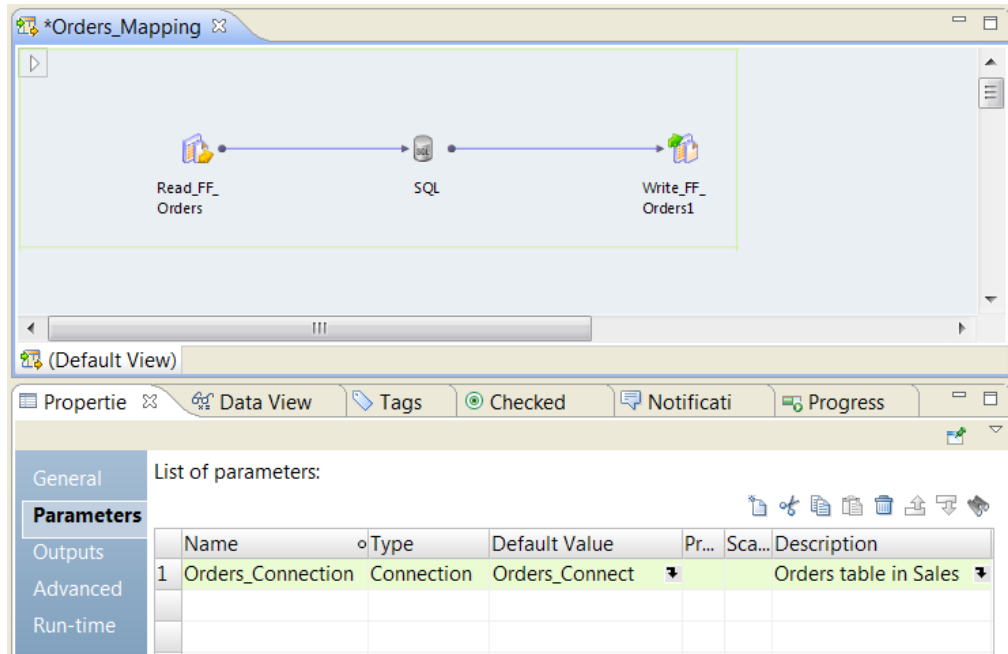 *Orders_Mapping
Read_FF_
Orders
SQL
SQL
Write_FF_
Orders1
(Default View)
Propertie
Data View
Tags
Checked
Notificati
Progress
General
Parameters
Outputs
Advanced
Run-time
List of parameters:
Name Type Default Value Pr... Sca... Description
1 Orders_Connection Connection Orders_Connect Orders table in Sales